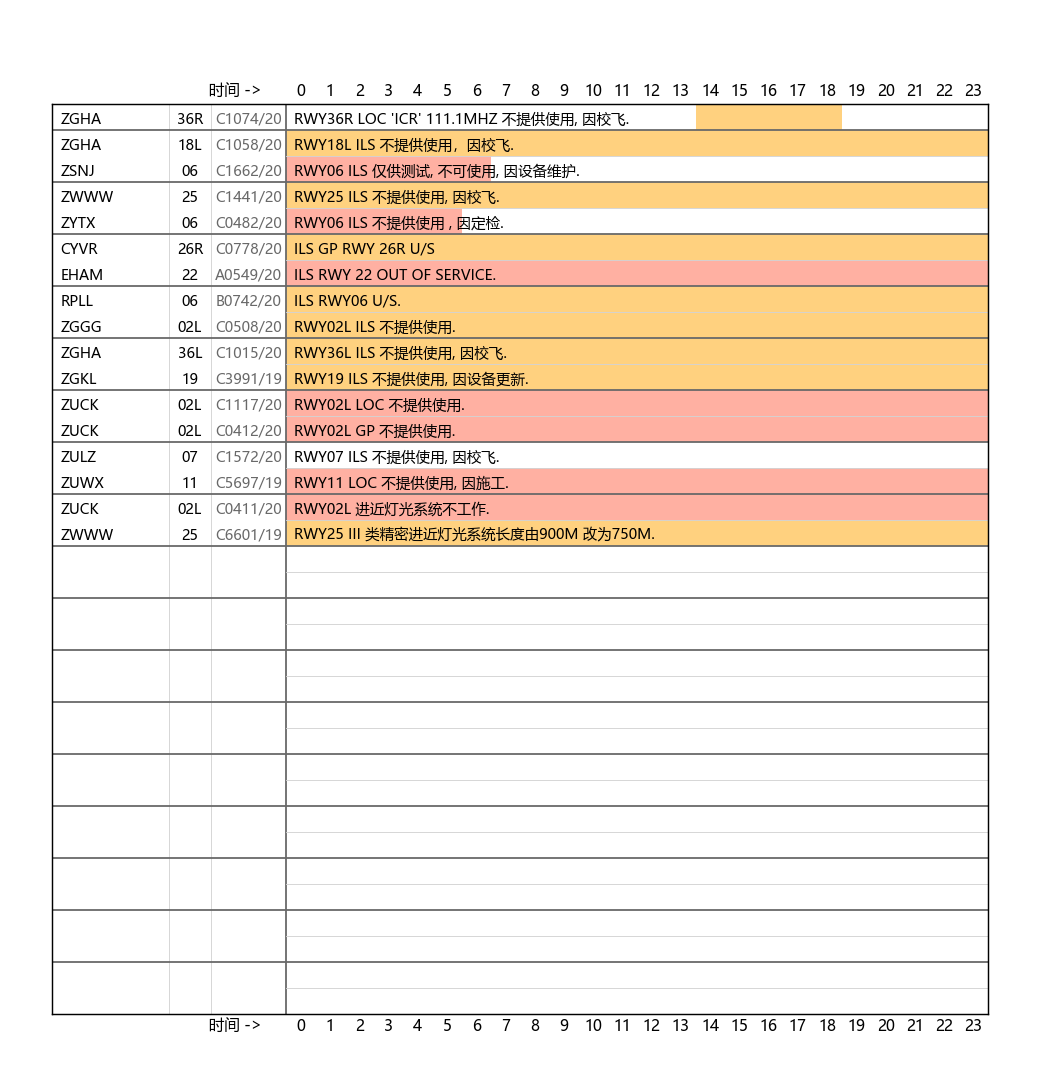 时间 -> 0 1 2 3 4 5 6 7 8 9 10 11 12 13 14 15 16 17 18 19 20 21 22 23
ZGHA 36R C1074/20 RWY36R LOC 'ICR' 111.1MHZ 不提供使用, 因校飞.
ZGHA 18L C1058/20 RWY18L ILS 不提供使用，因校飞.
ZSNJ 06 C1662/20 RWY06 ILS 仅供测试, 不可使用, 因设备维护.
ZWWW 25 C1441/20 RWY25 ILS 不提供使用, 因校飞.
ZYTX 06 C0482/20 RWY06 ILS 不提供使用 , 因定检.
CYVR 26R C0778/20 ILS GP RWY 26R U/S
EHAM 22 A0549/20 ILS RWY 22 OUT OF SERVICE.
RPLL 06 B0742/20 ILS RWY06 U/S.
ZGGG 02L C0508/20 RWY02L ILS 不提供使用.
ZGHA 36L C1015/20 RWY36L ILS 不提供使用, 因校飞.
ZGKL 19 C3991/19 RWY19 ILS 不提供使用, 因设备更新.
ZUCK 02L C1117/20 RWY02L LOC 不提供使用.
ZUCK 02L C0412/20 RWY02L GP 不提供使用.
ZULZ 07 C1572/20 RWY07 ILS 不提供使用, 因校飞.
ZUWX 11 C5697/19 RWY11 LOC 不提供使用, 因施工.
ZUCK 02L C0411/20 RWY02L 进近灯光系统不工作.
ZWWW 25 C6601/19 RWY25 III 类精密进近灯光系统长度由900M 改为750M.
时间 -> 0 1 2 3 4 5 6 7 8 9 10 11 12 13 14 15 16 17 18 19 20 21 22 23